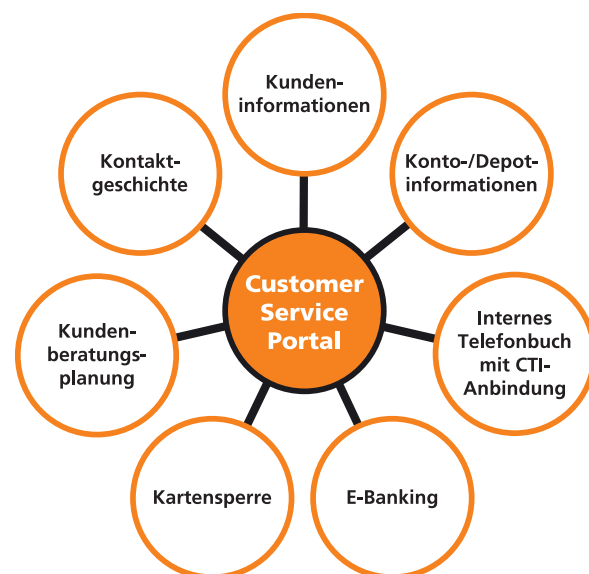 Kunden-
informationen
Kontakt-
geschichte
Konto-/Depot-
informationen
Customer
Service
Portal
Kunden-
beratungs-
planung
Internes
Telefonbuch
mit CTI-
Anbindung
Kartensperre
E-Banking